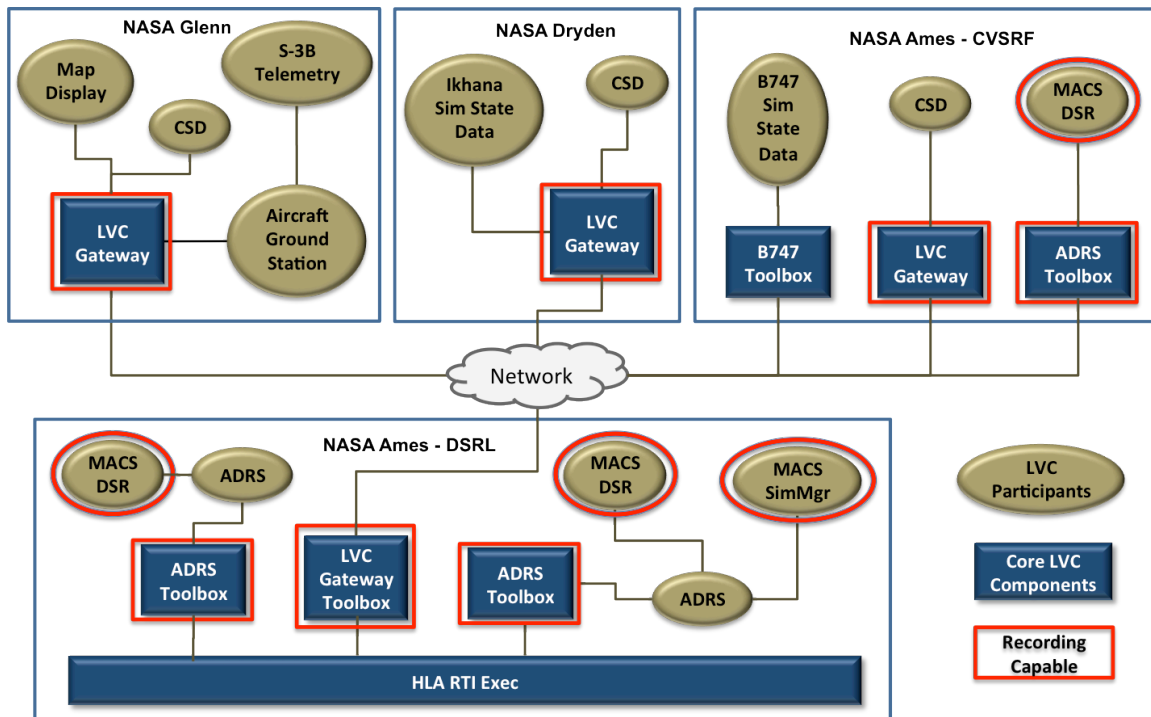 NASA Glenn
Map
Display
CSD
S-3B
Telemetry
LVC
Gateway
Aircraft
Ground
Station
NASA Dryden
Ikhana
Sim State
Data
CSD
LVC
Gateway
NASA Ames - CVSRF
B747
Sim
State
Data
CSD
MACS
DSR
B747
Toolbox
LVC
Gateway
ADRS
Toolbox
Network
NASA Ames - DSRL
MACS
DSR
ADRS
MACS
DSR
MACS
SimMgr
ADRS
Toolbox
LVC
Gateway
Toolbox
ADRS
Toolbox
ADRS
HLA RTI Exec
LVC
Participants
Core LVC
Components
Recording
Capable